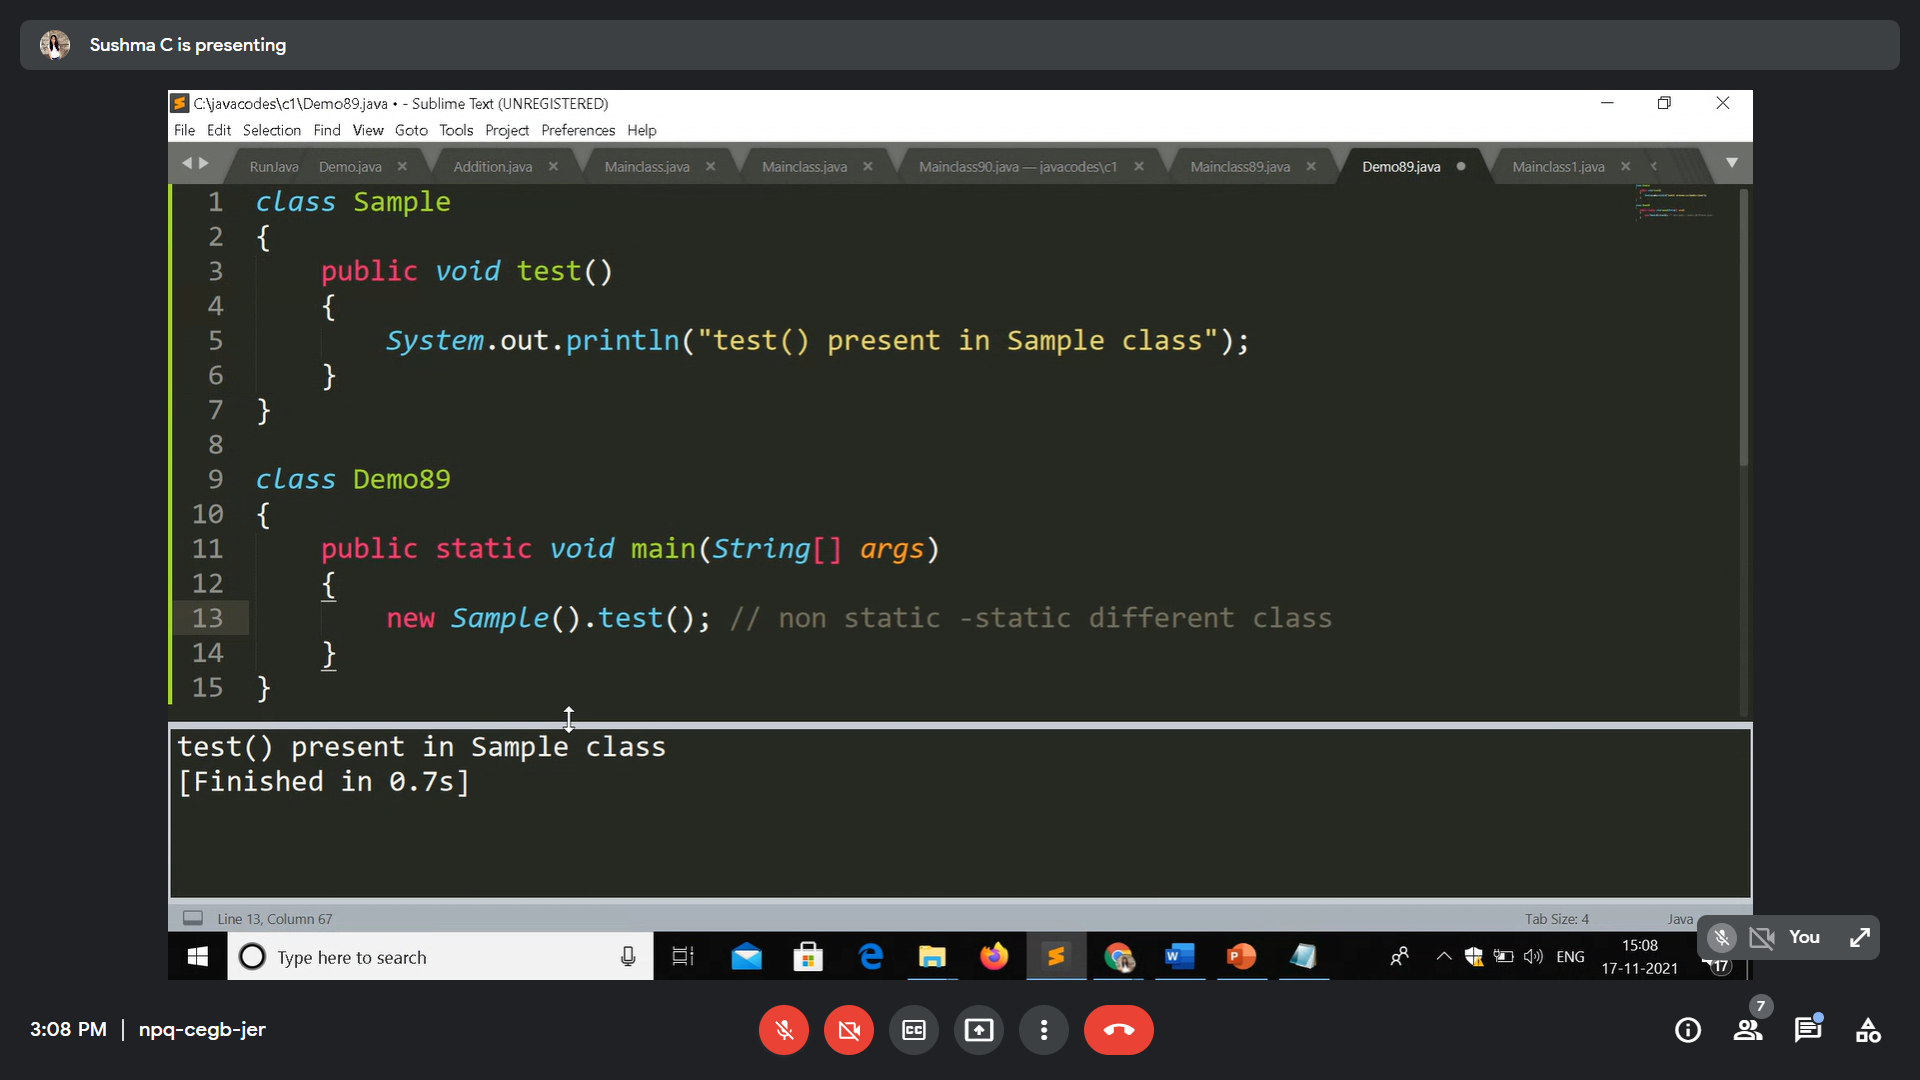 Sushma C is presenting
C:\javacodes\c1\Demo89.java • - Sublime Text (UNREGISTERED)
File Edit Selection Find View Goto Tools Project Preferences Help
RunJava Demo.java Addition.java Mainclass.java Mainclass.java Mainclass90.java — javacodes\c1 Mainclass89.java Demo89.java Mainclass1.java
1 class Sample
2 {
3 public void test()
4 {
5 System.out.println("test() present in Sample class");
6 }
7 }
8
9 class Demo89
10 {
11 public static void main(String[] args)
12 {
13 new Sample().test(); // non static -static different class
14 }
15 }
test() present in Sample class
[Finished in 0.7s]
Line 13, Column 67 Tab Size: 4 Java
Type here to search
ENG
15:08
17-11-2021
17
You
3:08 PM | npq-cegb-jer
7